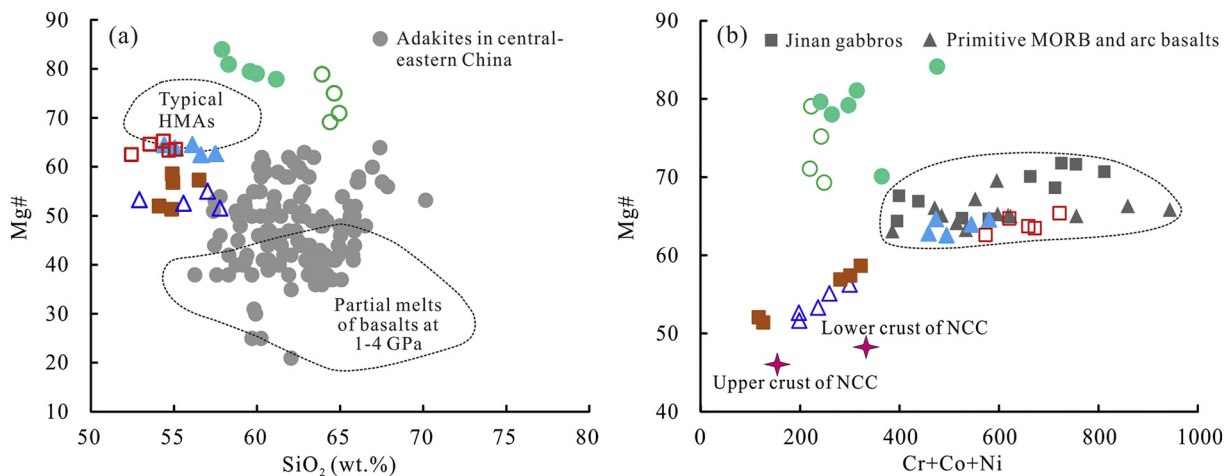 (a)
Adakites in central-
eastern China
Typical
HMAs
Partial melts
of basalts at
1-4 GPa
Mg#
90
80
70
60
50
40
30
20
10
50
55
60
65
70
75
80
SiO₂ (wt.%)
(b)
Jinan gabbros
Primitive MORB and arc basalts
Lower crust of NCC
Upper crust of NCC
Mg#
90
80
70
60
50
40
0
200
400
600
800
1000
Cr+Co+Ni